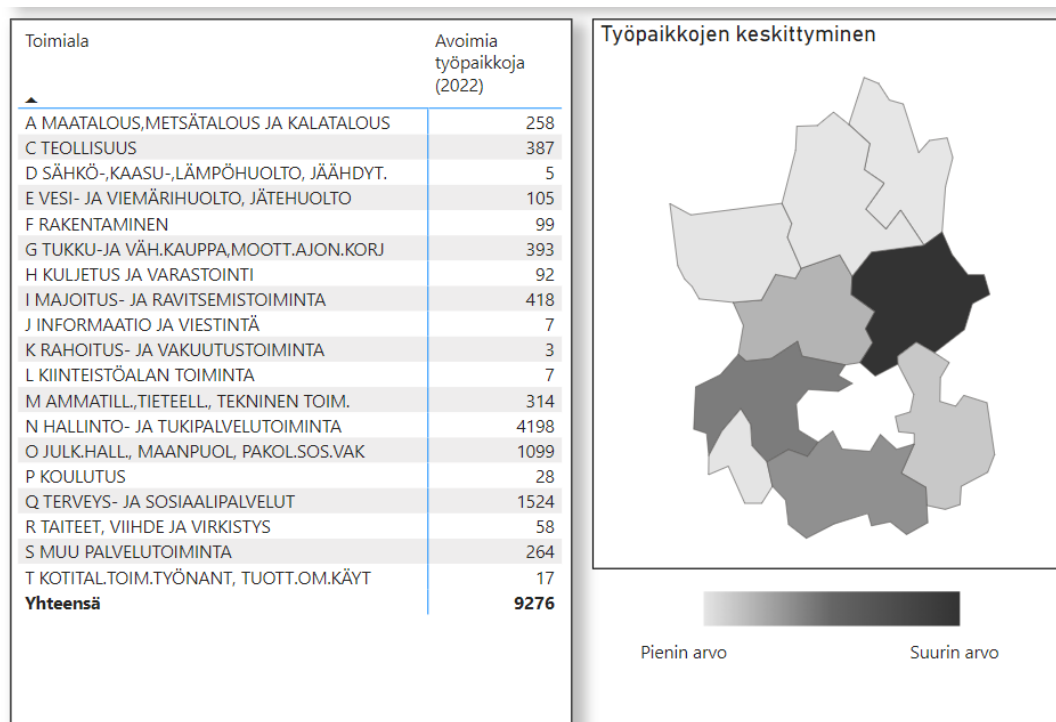 Toimiala
Avoimia
työpaikkoja
(2022)
A MAATALOUS,METSÄTALOUS JA KALATALOUS 258
C TEOLLISUUS 387
D SÄHKÖ-,KAASU-,LÄMPÖHUOLTO, JÄÄHDYT. 5
E VESI- JA VIEMÄRIHUOLTO, JÄTEHUOLTO 105
F RAKENTAMINEN 99
G TUKKU-JA VÄH.KAUPPA,MOOTT.AJON.KORJ 393
H KULJETUS JA VARASTOINTI 92
I MAJOITUS- JA RAVITSEMISTOIMINTA 418
J INFORMAATIO JA VIESTINTÄ 7
K RAHOITUS- JA VAKUUTUSTOIMINTA 3
L KIINTEISTÖALAN TOIMINTA 7
M AMMATILL.,TIETEELL., TEKNINEN TOIM. 314
N HALLINTO- JA TUKIPALVELUTOIMINTA 4198
O JULK.HALL., MAANPUOL, PAKOL.SOS.VAK 1099
P KOULUTUS 28
Q TERVEYS- JA SOSIAALIPALVELUT 1524
R TAITEET, VIIHDE JA VIRKISTYS 58
S MUU PALVELUTOIMINTA 264
T KOTITAL.TOIM.TYÖNANT, TUOTT.OM.KÄYT 17
Yhteensä 9276
Työpaikkojen keskittyminen
Pienin arvo Suurin arvo